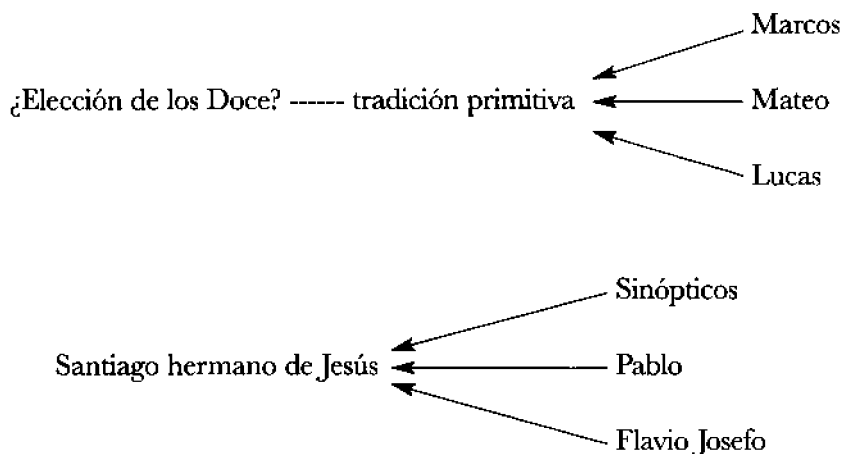 Marcos
¿Elección de los Doce? ------ tradición primitiva
Mateo
Lucas
Sinópticos
Santiago hermano de Jesús
Pablo
Flavio Josefo